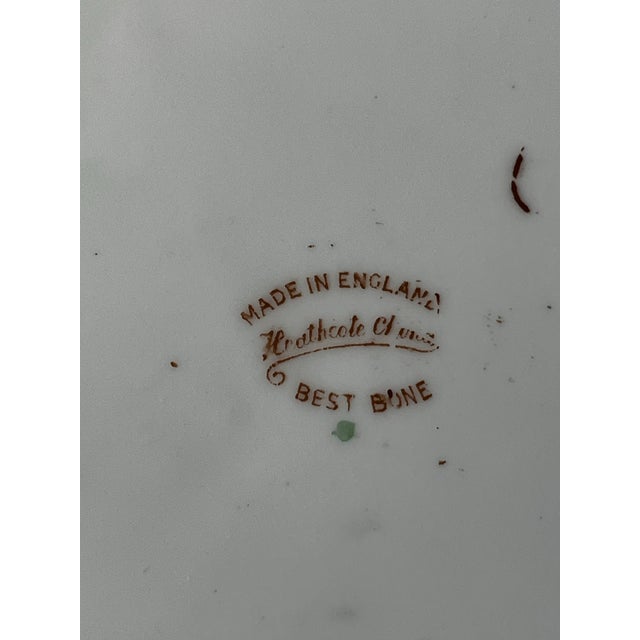 MADE IN ENGLAND
Heathcote China
BEST BONE